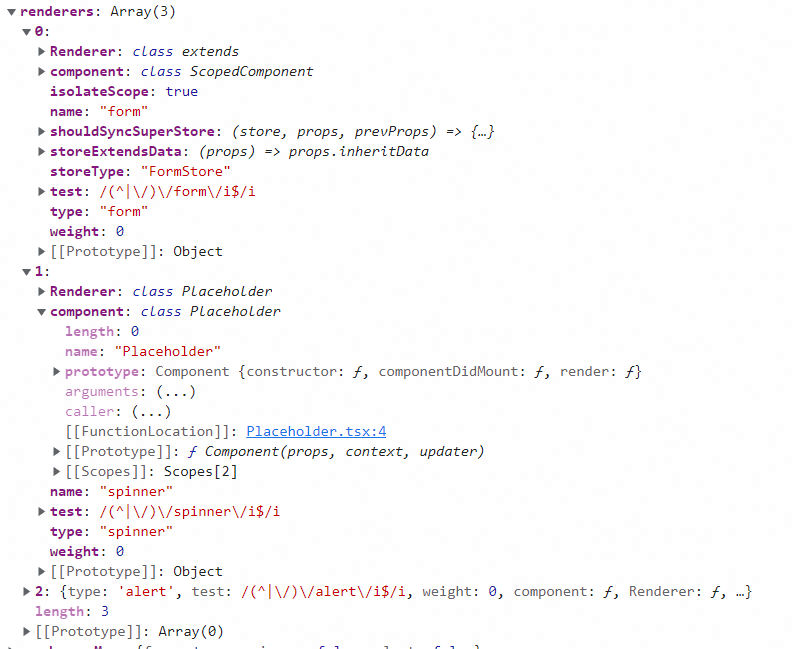 renderers: Array(3)
0:
Renderer: class extends
component: class ScopedComponent
isolateScope: true
name: "form"
shouldSyncSuperStore: (store, props, prevProps) => {…}
storeExtendsData: (props) => props.inheritData
storeType: "FormStore"
test: /(^|\/)\/form\/i$/i
type: "form"
weight: 0
[[Prototype]]: Object
1:
Renderer: class Placeholder
component: class Placeholder
length: 0
name: "Placeholder"
prototype: Component {constructor: ƒ, componentDidMount: ƒ, render: ƒ}
arguments: (...)
caller: (...)
[[FunctionLocation]]: Placeholder.tsx:4
[[Prototype]]: ƒ Component(props, context, updater)
[[Scopes]]: Scopes[2]
name: "spinner"
test: /(^|\/)\/spinner\/i$/i
type: "spinner"
weight: 0
[[Prototype]]: Object
2: {type: 'alert', test: /(^|\/)\/alert\/i$/i, weight: 0, component: ƒ, Renderer: ƒ, …}
length: 3
[[Prototype]]: Array(0)